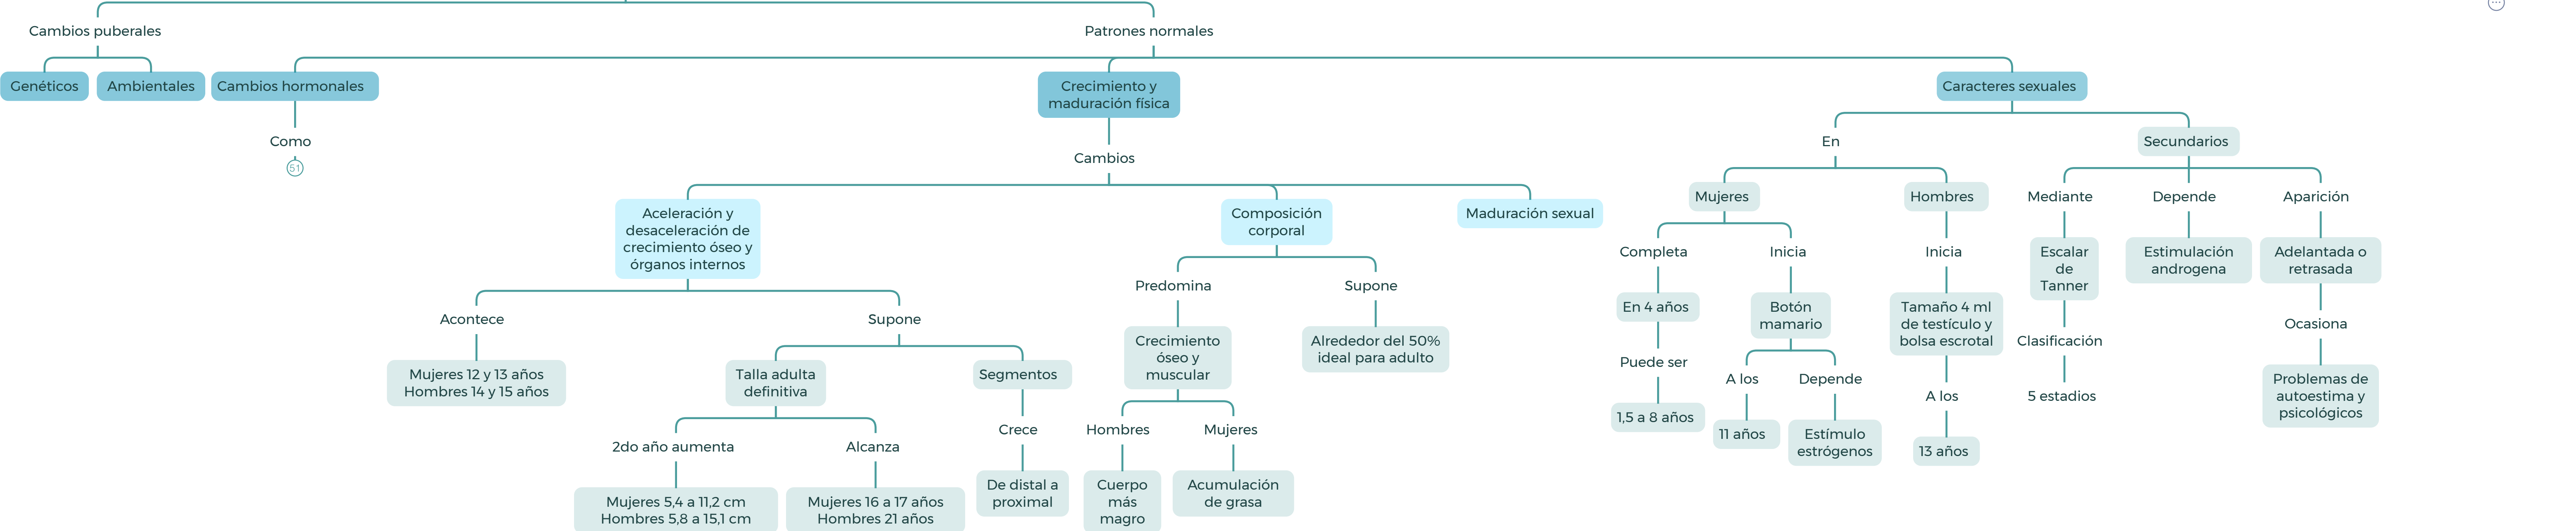 Cambios puberales
Patrones normales
Genéticos
Ambientales
Cambios hormonales
Crecimiento y
maduración física
Caracteres sexuales
Como
51
Cambios
En
Secundarios
Aceleración y
desaceleración de
crecimiento óseo y
órganos internos
Composición
corporal
Maduración sexual
Mujeres
Hombres
Mediante
Depende
Aparición
Completa
Inicia
Inicia
Escalar
de
Tanner
Estimulación
androgena
Adelantada o
retrasada
Predomina
Supone
En 4 años
Botón
mamario
Tamaño 4 ml
de testículo y
bolsa escrotal
Acontece
Supone
Ocasiona
Crecimiento
óseo y
muscular
Alrededor del 50%
ideal para adulto
Clasificación
Puede ser
Mujeres 12 y 13 años
Hombres 14 y 15 años
Talla adulta
definitiva
Segmentos
A los
Depende
A los
5 estadios
Problemas de
autoestima y
psicológicos
1,5 a 8 años
11 años
Estímulo
estrógenos
13 años
2do año aumenta
Alcanza
Crece
Hombres
Mujeres
Mujeres 5,4 a 11,2 cm
Hombres 5,8 a 15,1 cm
Mujeres 16 a 17 años
Hombres 21 años
De distal a
proximal
Cuerpo
más
magro
Acumulación
de grasa